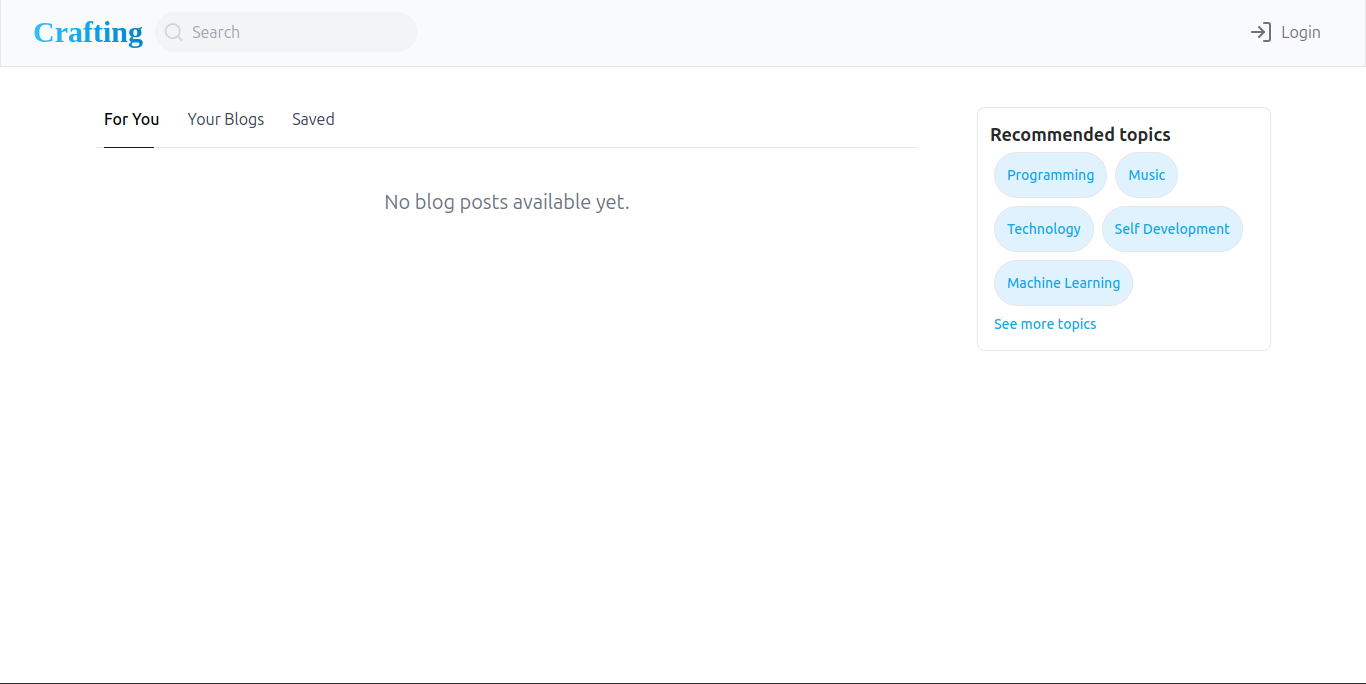 Crafting Search Login
For You Your Blogs Saved
No blog posts available yet.
Recommended topics
Programming Music
Technology Self Development
Machine Learning
See more topics